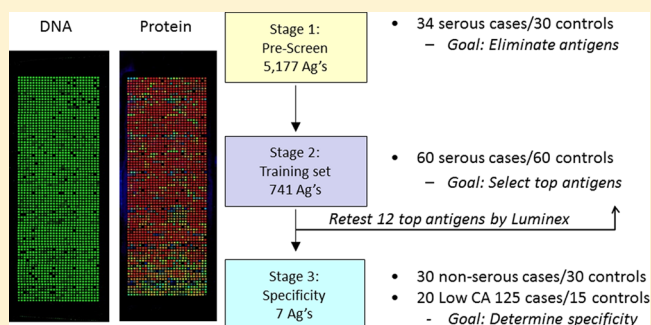 DNA
Protein
Stage 1:
Pre-Screen
5,177 Ag's
• 34 serous cases/30 controls
– Goal: Eliminate antigens
Stage 2:
Training set
741 Ag's
• 60 serous cases/60 controls
– Goal: Select top antigens
Retest 12 top antigens by Luminex
Stage 3:
Specificity
7 Ag's
• 30 non-serous cases/30 controls
• 20 Low CA 125 cases/15 controls
- Goal: Determine specificity